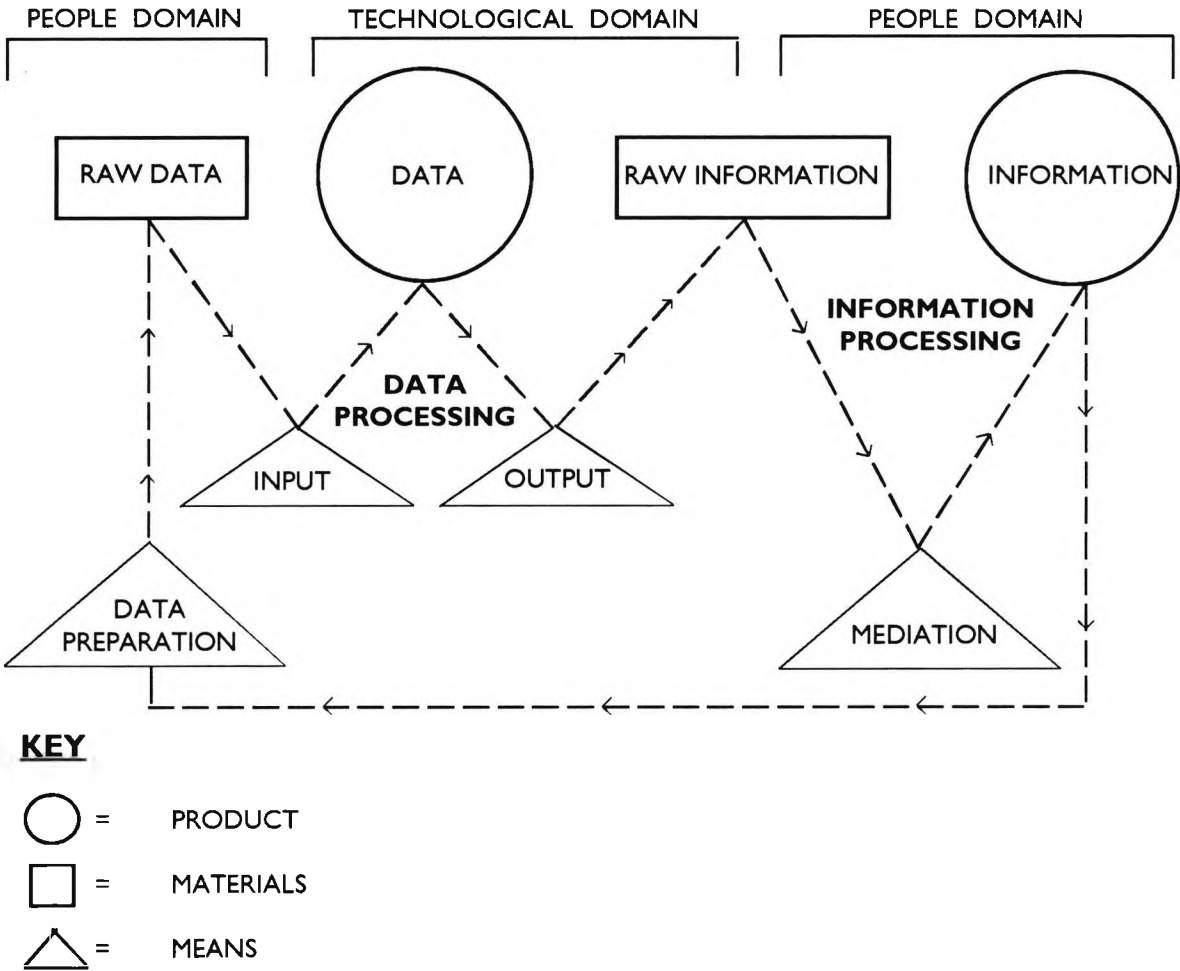 PEOPLE DOMAIN
TECHNOLOGICAL DOMAIN
PEOPLE DOMAIN
RAW DATA
DATA
RAW INFORMATION
INFORMATION
INFORMATION
PROCESSING
DATA
PROCESSING
INPUT
OUTPUT
DATA
PREPARATION
MEDIATION
KEY
= PRODUCT
= MATERIALS
= MEANS